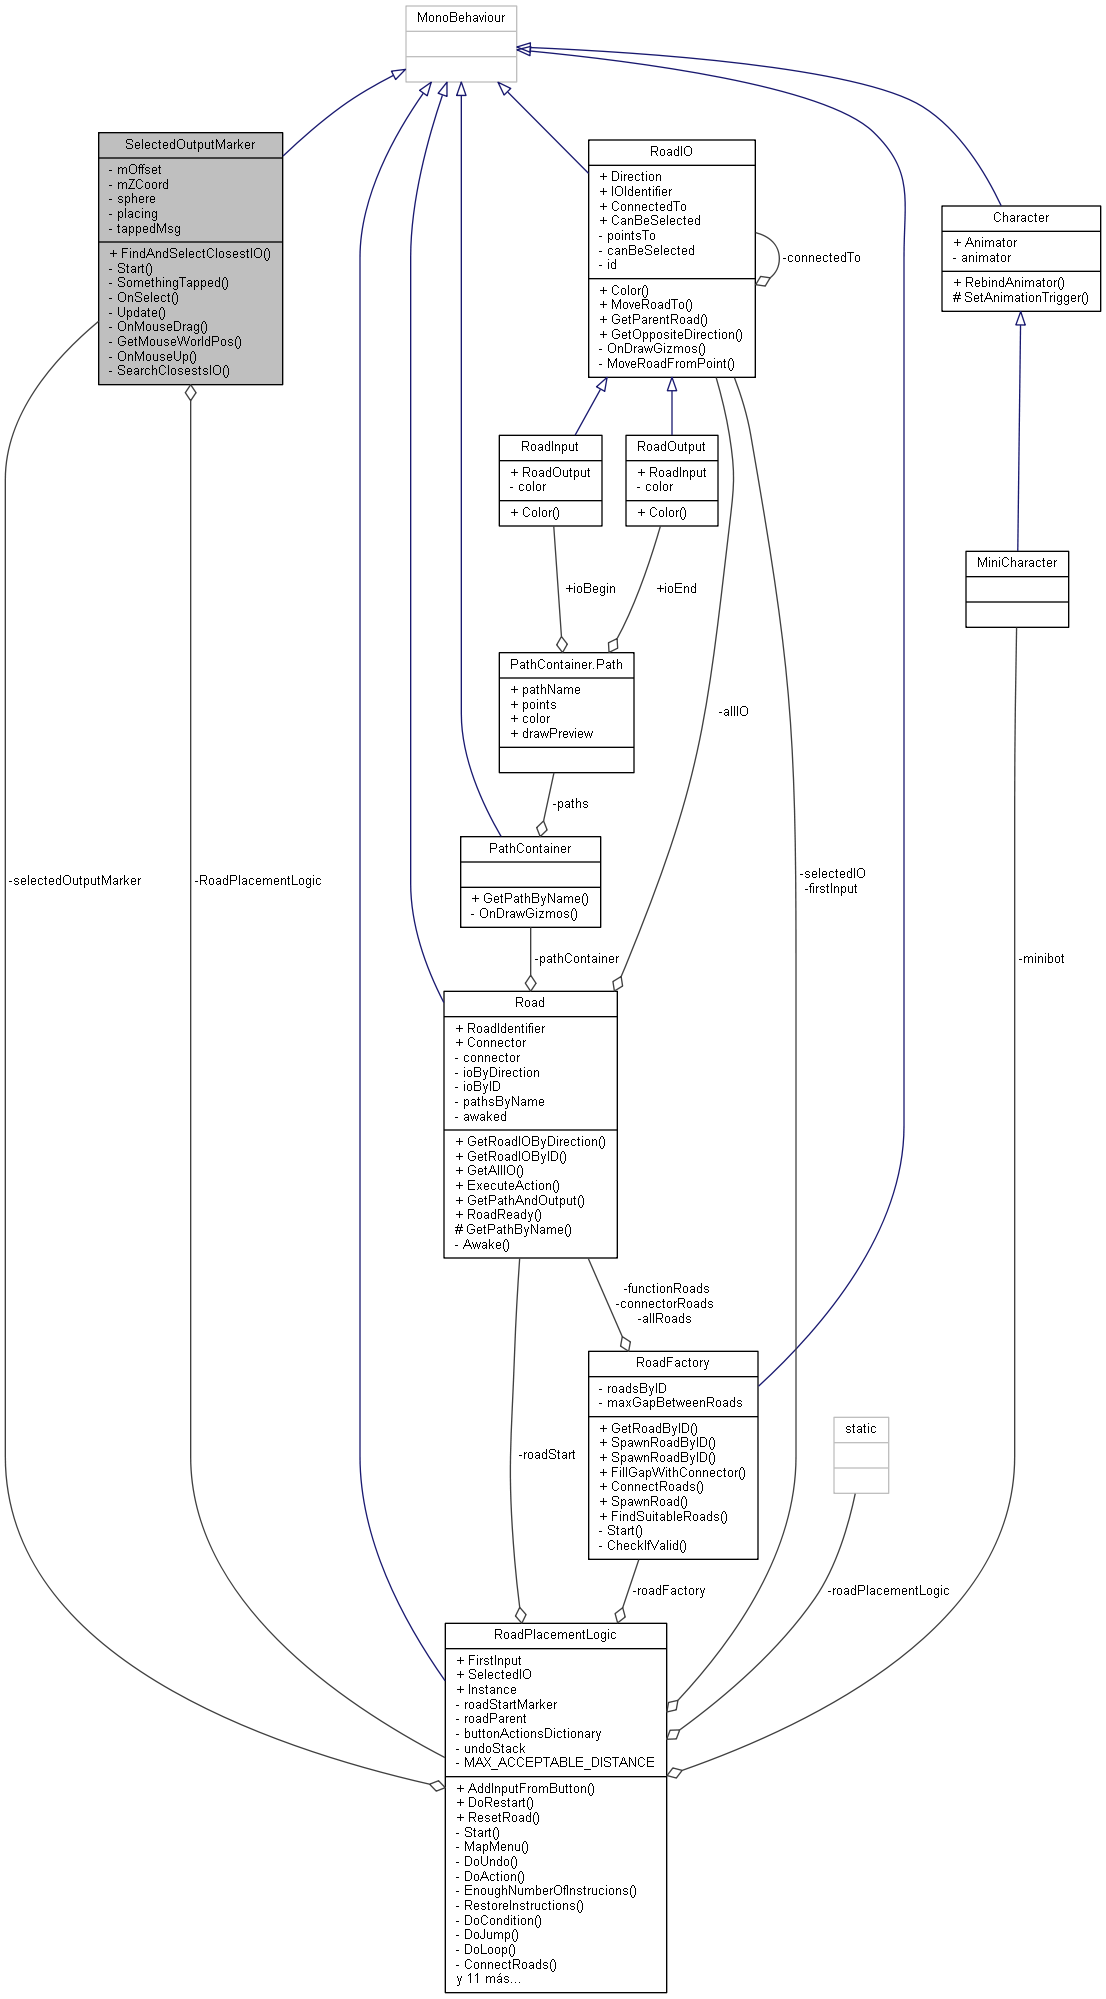 MonoBehaviour
SelectedOutputMarker
- mOffset
- mZCoord
- sphere
- placing
- tappedMsg
+ FindAndSelectClosestIO()
- Start()
- SomethingTapped()
- OnSelect()
- Update()
- OnMouseDrag()
- GetMouseWorldPos()
- OnMouseUp()
- SearchClosestsIO()
RoadIO
+ Direction
+ IOIdentifier
+ ConnectedTo
+ CanBeSelected
- pointsTo
- canBeSelected
- id
+ Color()
+ MoveRoadTo()
+ GetParentRoad()
+ GetOppositeDirection()
- OnDrawGizmos()
- MoveRoadFromPoint()
-connectedTo
Character
+ Animator
- animator
+ RebindAnimator()
# SetAnimationTrigger()
RoadInput
+ RoadOutput
- color
+ Color()
RoadOutput
+ RoadInput
- color
+ Color()
MiniCharacter
+ioBegin
+ioEnd
PathContainer.Path
+ pathName
+ points
+ color
+ drawPreview
-allIO
-paths
PathContainer
+ GetPathByName()
- OnDrawGizmos()
-selectedOutputMarker
-RoadPlacementLogic
-selectedIO
-firstInput
-pathContainer
-minibot
Road
+ RoadIdentifier
+ Connector
- connector
- ioByDirection
- ioByID
- pathsByName
- awaked
+ GetRoadIOByDirection()
+ GetRoadIOByID()
+ GetAllIO()
+ ExecuteAction()
+ GetPathAndOutput()
+ RoadReady()
# GetPathByName()
- Awake()
-functionRoads
-connectorRoads
-allRoads
RoadFactory
- roadsByID
- maxGapBetweenRoads
+ GetRoadByID()
+ SpawnRoadByID()
+ SpawnRoadByID()
+ FillGapWithConnector()
+ ConnectRoads()
+ SpawnRoad()
+ FindSuitableRoads()
- Start()
- CheckIfValid()
static
-roadStart
-roadFactory
-roadPlacementLogic
RoadPlacementLogic
+ FirstInput
+ SelectedIO
+ Instance
- roadStartMarker
- roadParent
- buttonActionsDictionary
- undoStack
- MAX_ACCEPTABLE_DISTANCE
+ AddInputFromButton()
+ DoRestart()
+ ResetRoad()
- Start()
- MapMenu()
- DoUndo()
- DoAction()
- EnoughNumberOfInstrucions()
- RestoreInstructions()
- DoCondition()
- DoJump()
- DoLoop()
- ConnectRoads()
y 11 más...